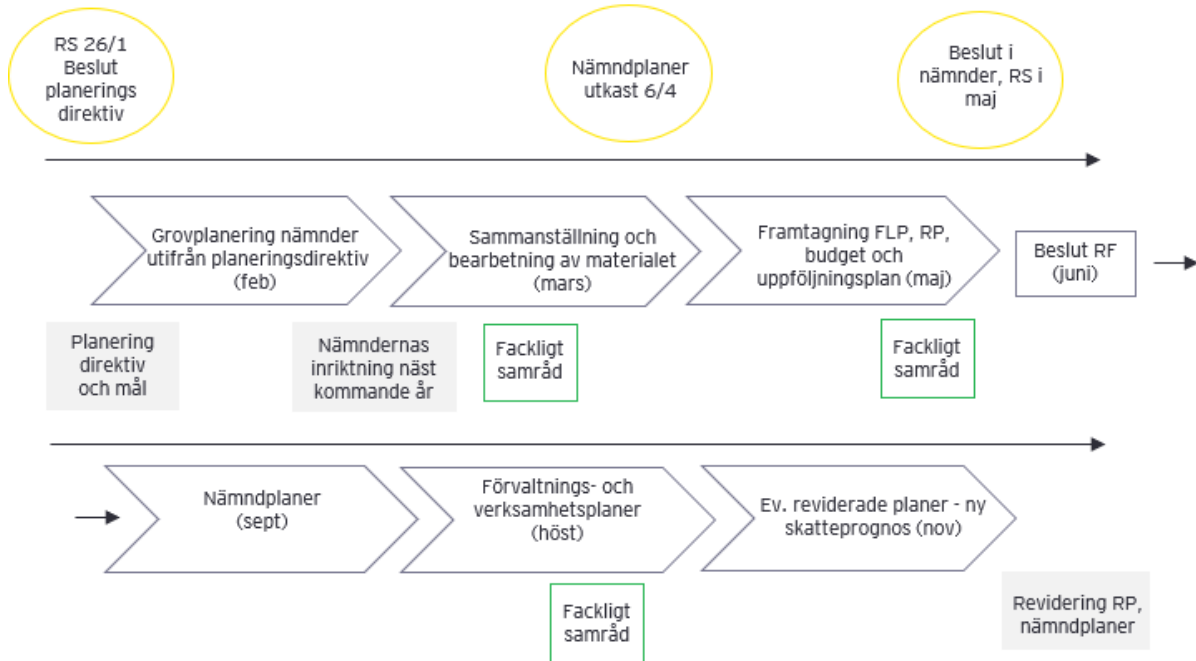 RS 26/1
Beslut
planerings
direktiv
Nämndplaner
utkast 6/4
Beslut i
nämnder, RS i
maj
Grovplanering nämnder
utifrån planeringsdirektiv
(feb)
Sammanställning och
bearbetning av materialet
(mars)
Framtagning FLP, RP,
budget och
uppföljningsplan (maj)
Beslut RF
(juni)
Planering
direktiv
och mål
Nämndernas
inriktning näst
kommande år
Fackligt
samråd
Fackligt
samråd
Nämndplaner
(sept)
Förvaltnings- och
verksamhetsplaner
(höst)
Ev. reviderade planer - ny
skatteprognos (nov)
Fackligt
samråd
Revidering RP,
nämndplaner